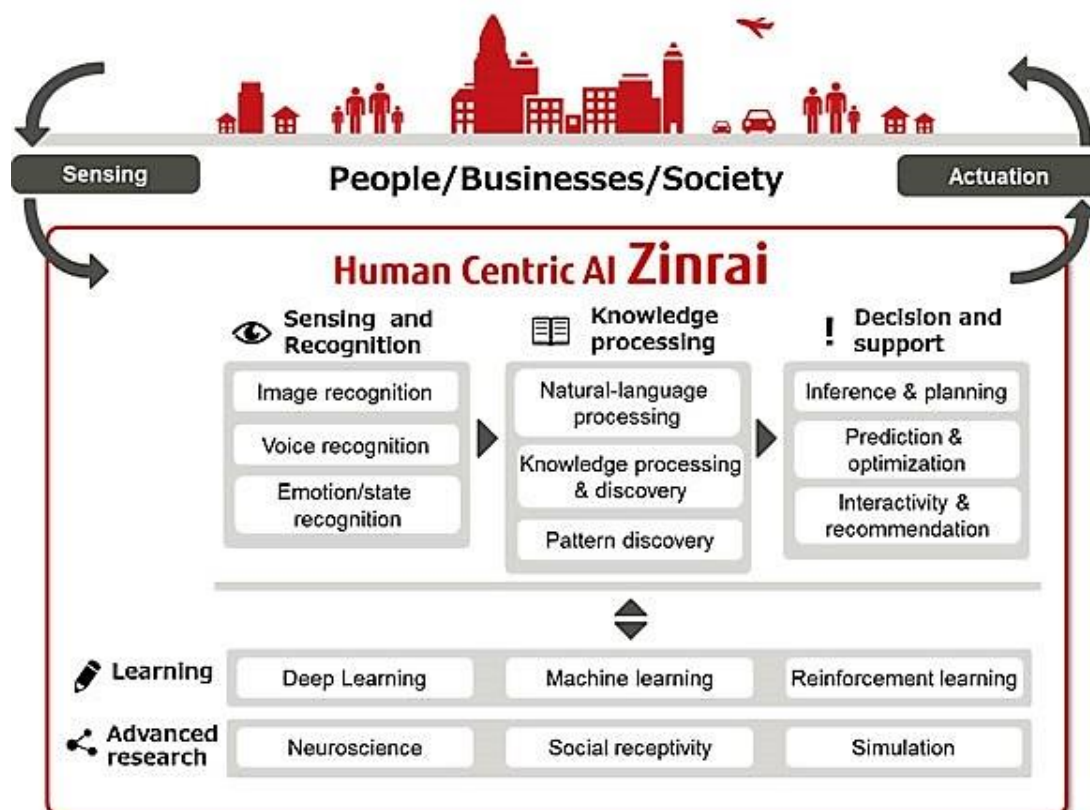 Sensing
People/Businesses/Society
Actuation
Human Centric AI Zinrai
Sensing and
Recognition
Image recognition
Voice recognition
Emotion/state
recognition
Knowledge
processing
Natural-language
processing
Knowledge processing
& discovery
Pattern discovery
! Decision and
support
Inference & planning
Prediction &
optimization
Interactivity &
recommendation
Learning
Deep Learning
Machine learning
Reinforcement learning
Advanced
research
Neuroscience
Social receptivity
Simulation